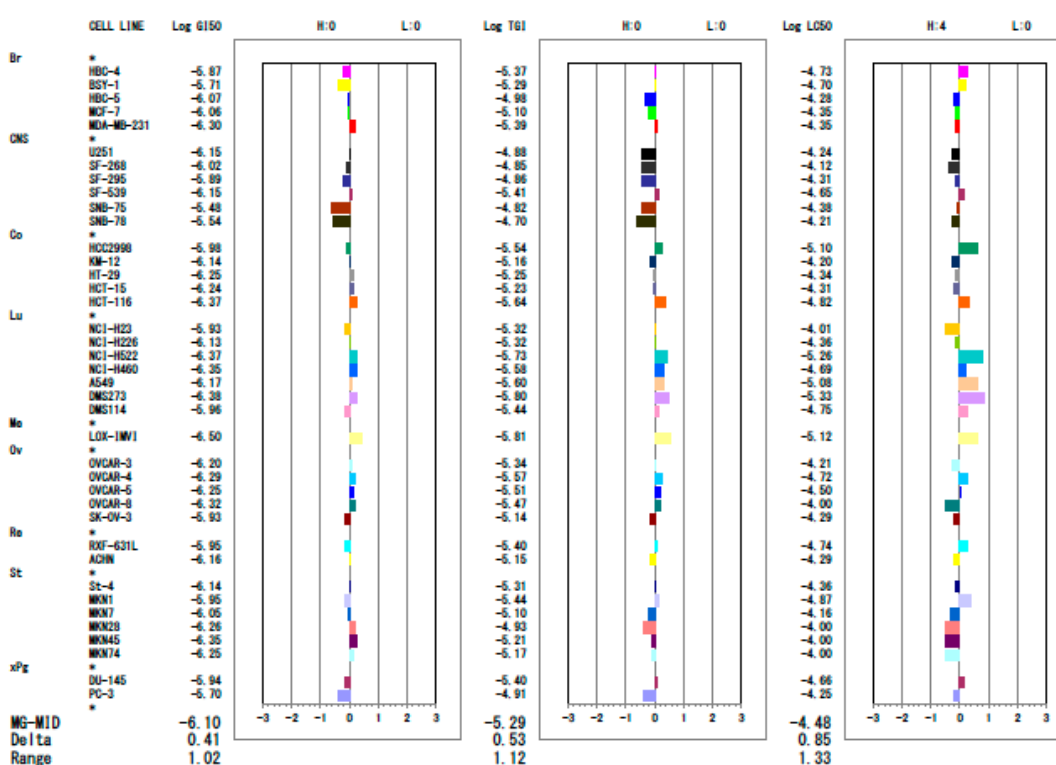 CELL LINE Log GI50 H:0 L:0 Log TGI H:0 L:0 Log LC50 H:4 L:0
Br *
HBC-4 -5.87 -5.37 -4.73
BSY-1 -5.71 -5.29 -4.70
HBC-5 -6.07 -4.98 -4.28
MCF-7 -6.06 -5.10 -4.35
MDA-MB-231 -6.30 -5.39 -4.35
CNS *
U251 -6.15 -4.88 -4.24
SF-268 -6.02 -4.85 -4.12
SF-295 -5.89 -4.86 -4.31
SF-539 -6.15 -5.41 -4.65
SNB-75 -5.48 -4.82 -4.38
SNB-78 -5.54 -4.70 -4.21
Co *
HCC2998 -5.98 -5.54 -5.10
KM-12 -6.14 -5.16 -4.20
HT-29 -6.25 -5.25 -4.34
HCT-15 -6.24 -5.23 -4.31
HCT-116 -6.37 -5.64 -4.82
Lu *
NCI-H23 -5.93 -5.32 -4.01
NCI-H226 -6.13 -5.32 -4.36
NCI-H522 -6.37 -5.73 -5.26
NCI-H460 -6.35 -5.58 -4.69
A549 -6.17 -5.60 -5.08
DMS273 -6.38 -5.80 -5.33
DMS114 -5.96 -5.44 -4.75
Me *
LOX-IMVI -6.50 -5.81 -5.12
Ov *
OVCAR-3 -6.20 -5.34 -4.21
OVCAR-4 -6.29 -5.57 -4.72
OVCAR-5 -6.25 -5.51 -4.50
OVCAR-8 -6.32 -5.47 -4.00
SK-OV-3 -5.93 -5.14 -4.29
Re *
RXF-631L -5.95 -5.40 -4.74
ACHN -6.16 -5.15 -4.29
St *
St-4 -6.14 -5.31 -4.36
MKN1 -5.95 -5.44 -4.87
MKN7 -6.05 -5.10 -4.16
MKN28 -6.26 -4.93 -4.00
MKN45 -6.35 -5.21 -4.00
MKN74 -6.25 -5.17 -4.00
xPg *
DU-145 -5.94 -5.40 -4.66
PC-3 -5.70 -4.91 -4.25
*
MG-MID -6.10 -3 -2 -1 0 1 2 3 -5.29 -3 -2 -1 0 1 2 3 -4.48 -3 -2 -1 0 1 2 3
Delta 0.41 0.53 0.85
Range 1.02 1.12 1.33